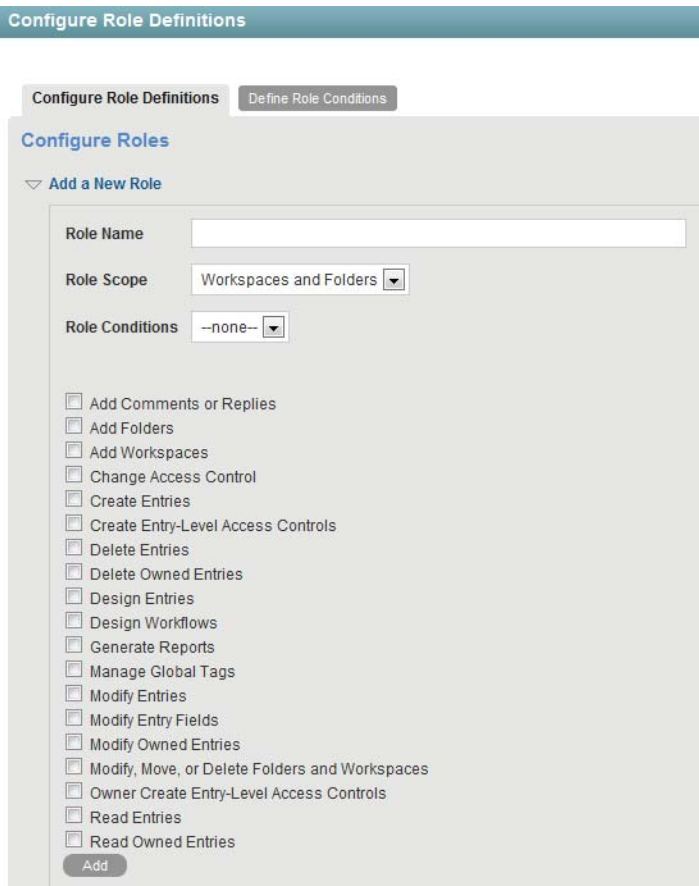 Configure Role Definitions
Configure Role Definitions Define Role Conditions
Configure Roles
Add a New Role
Role Name
Role Scope Workspaces and Folders
Role Conditions --none--
Add Comments or Replies
Add Folders
Add Workspaces
Change Access Control
Create Entries
Create Entry-Level Access Controls
Delete Entries
Delete Owned Entries
Design Entries
Design Workflows
Generate Reports
Manage Global Tags
Modify Entries
Modify Entry Fields
Modify Owned Entries
Modify, Move, or Delete Folders and Workspaces
Owner Create Entry-Level Access Controls
Read Entries
Read Owned Entries
Add